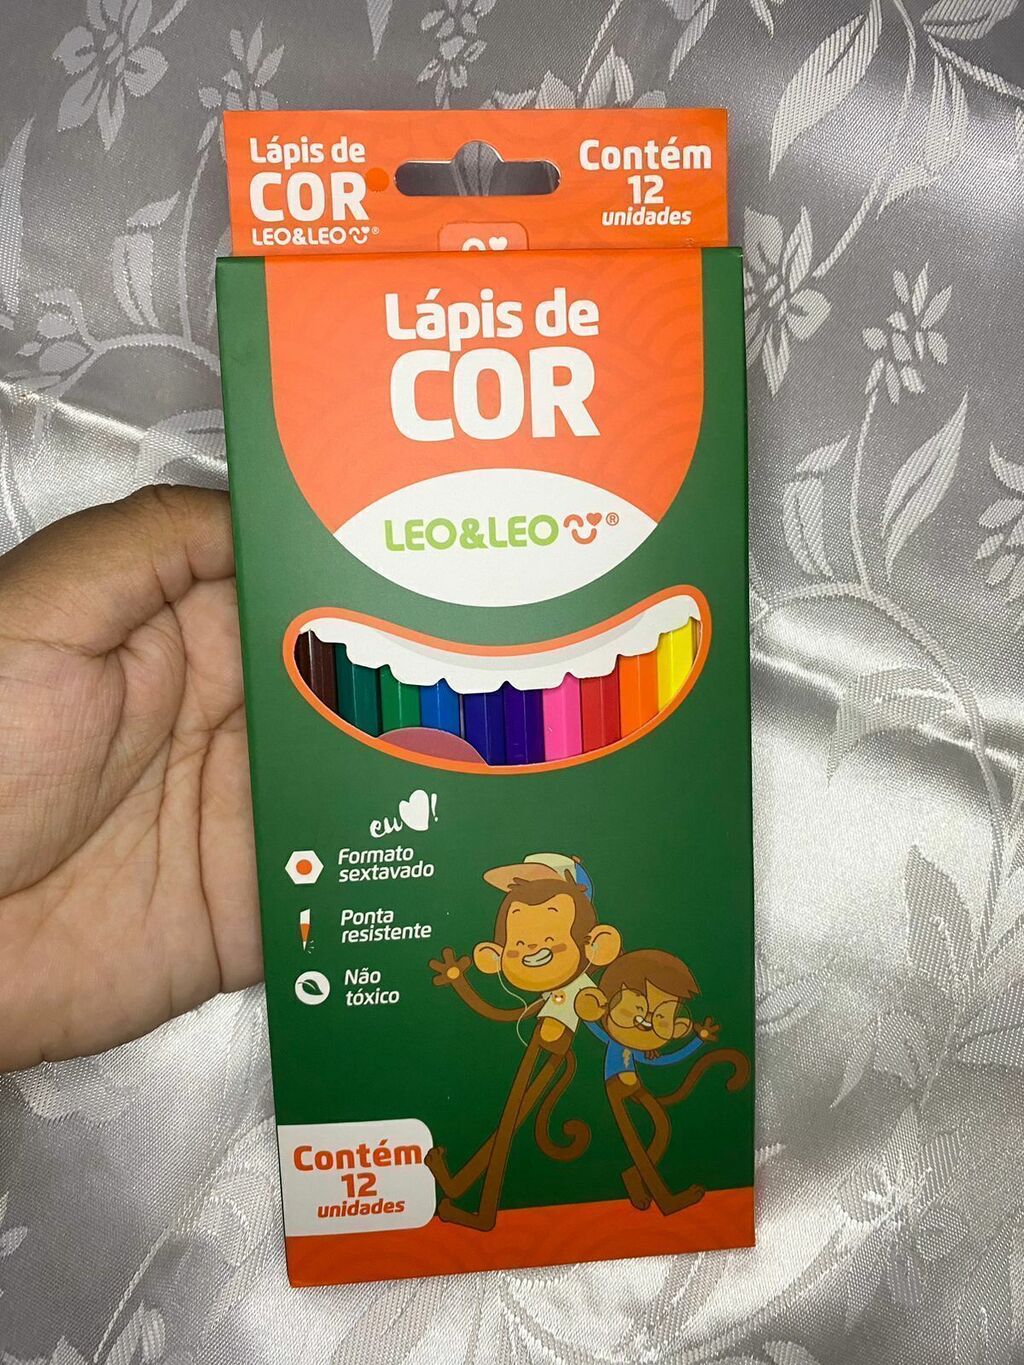 Lápis de
COR
LEO&LEO®
Contém
12
unidades
Lápis de
COR
LEO&LEO®
eu !
Formato
sextavado
Ponta
resistente
Não
tóxico
Contém
12
unidades